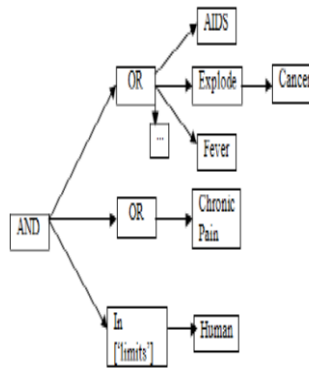 AIDS
OR
Explode
Cancer
...
Fever
AND
OR
Chronic
Pain
In
['limits']
Human